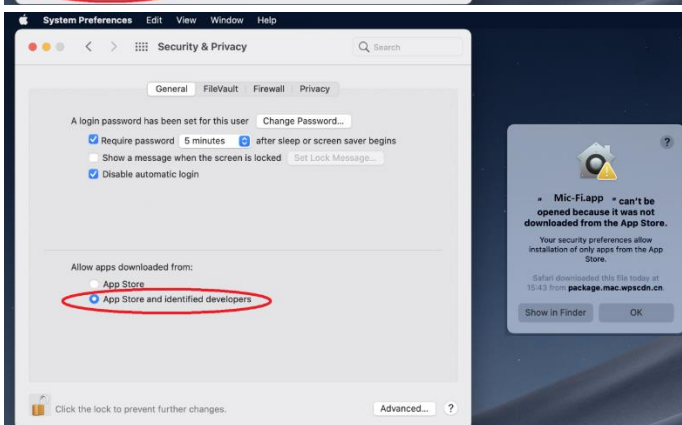 System Preferences Edit View Window Help
Security & Privacy
Search
General FileVault Firewall Privacy
A login password has been set for this user Change Password...
Require password 5 minutes after sleep or screen saver begins
Show a message when the screen is locked Set Lock Message...
Disable automatic login
Allow apps downloaded from:
App Store
App Store and identified developers
Click the lock to prevent further changes.
Advanced... ?
?
" Mic-Fi.app " can't be
opened because it was not
downloaded from the App Store.
Your security preferences allow
installation of only apps from the App
Store.
Safari downloaded this file today at
15:43 from package.mac.wpscdn.cn.
Show in Finder OK